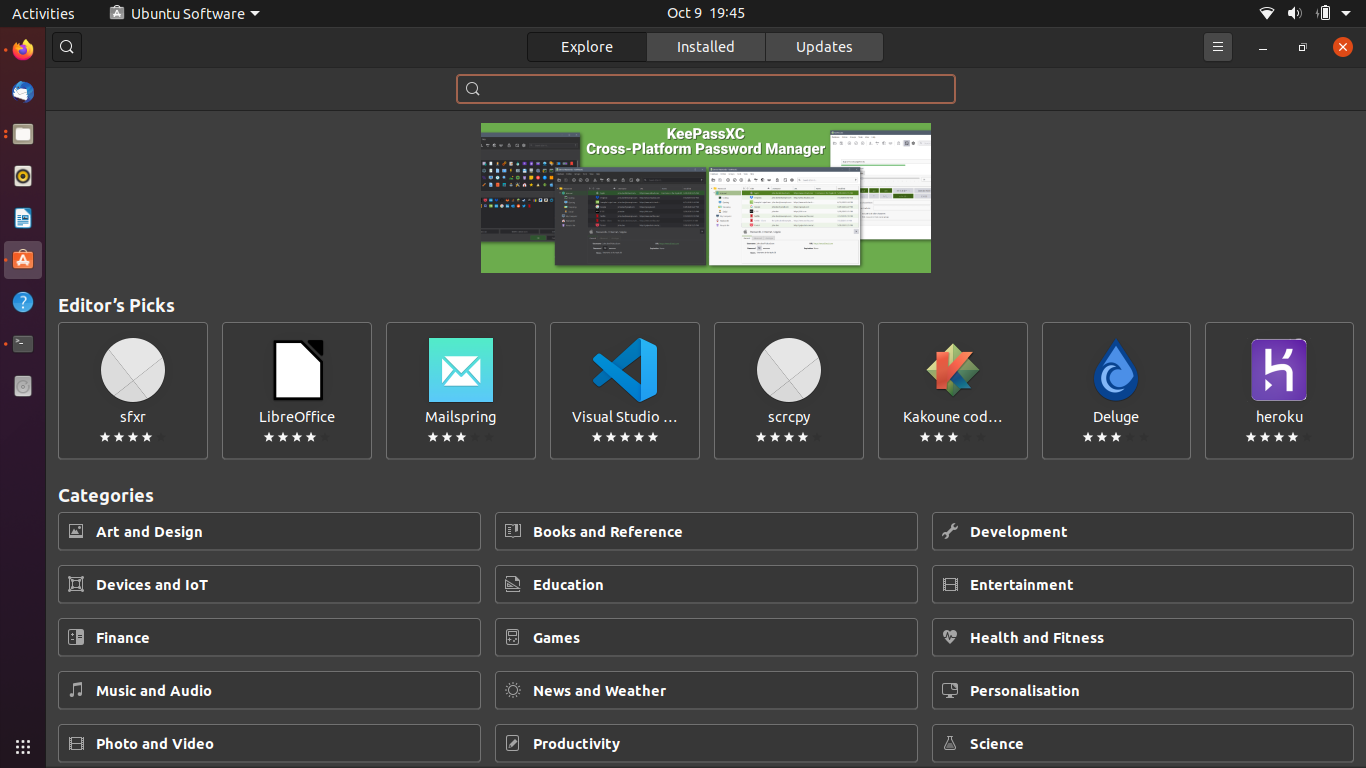 Activities
Ubuntu Software
Oct 9 19:45
Explore
Installed
Updates
KeePassXC
Cross-Platform Password Manager
Editor's Picks
sfxr
LibreOffice
Mailspring
Visual Studio …
scrcpy
Kakoune cod…
Deluge
heroku
Categories
Art and Design
Books and Reference
Development
Devices and IoT
Education
Entertainment
Finance
Games
Health and Fitness
Music and Audio
News and Weather
Personalisation
Photo and Video
Productivity
Science